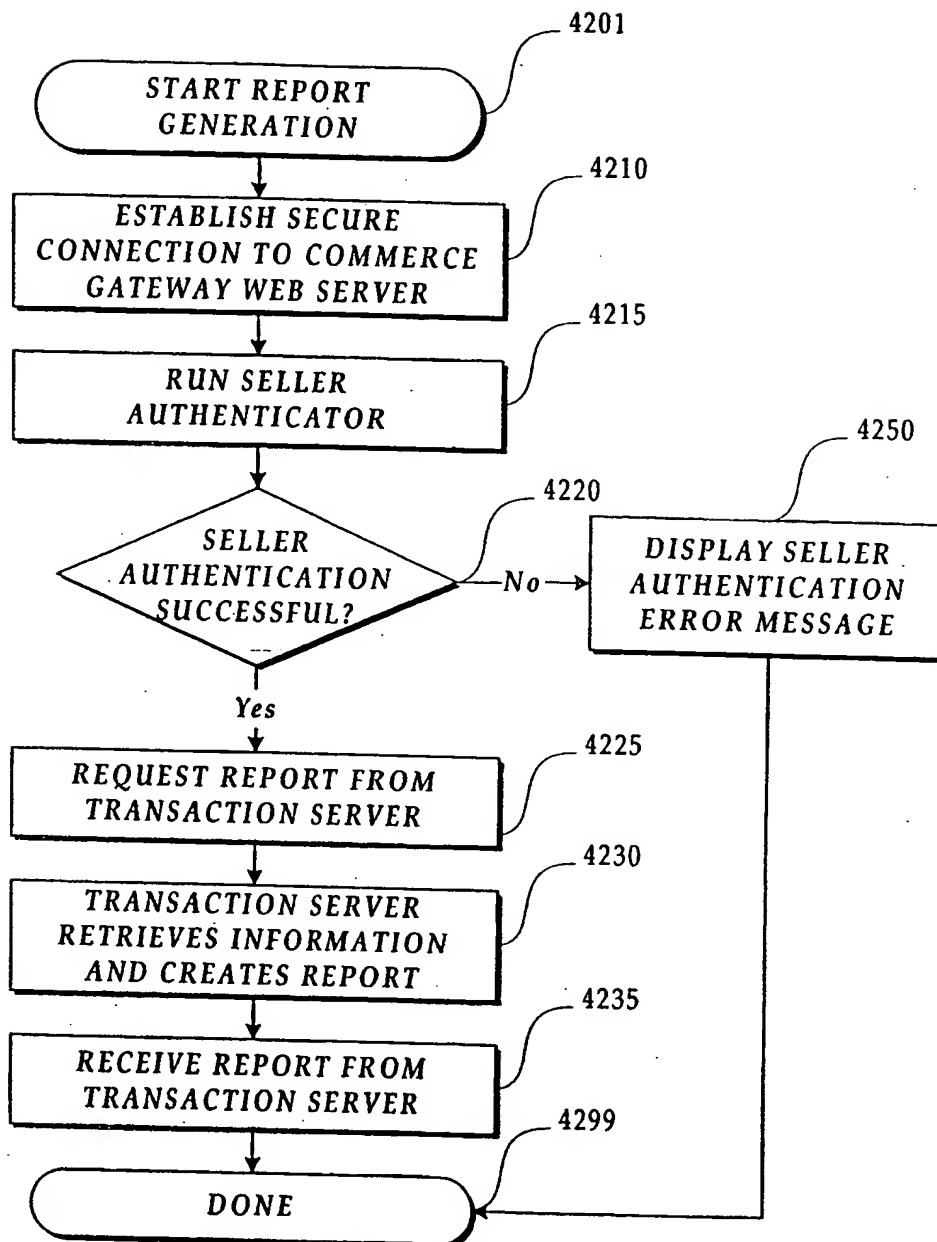 4201
START REPORT
GENERATION
4210
ESTABLISH SECURE
CONNECTION TO COMMERCE
GATEWAY WEB SERVER
4215
RUN SELLER
AUTHENTICATOR
4220
SELLER
AUTHENTICATION
SUCCESSFUL?
No
4250
DISPLAY SELLER
AUTHENTICATION
ERROR MESSAGE
Yes
4225
REQUEST REPORT FROM
TRANSACTION SERVER
4230
TRANSACTION SERVER
RETRIEVES INFORMATION
AND CREATES REPORT
4235
RECEIVE REPORT FROM
TRANSACTION SERVER
4299
DONE